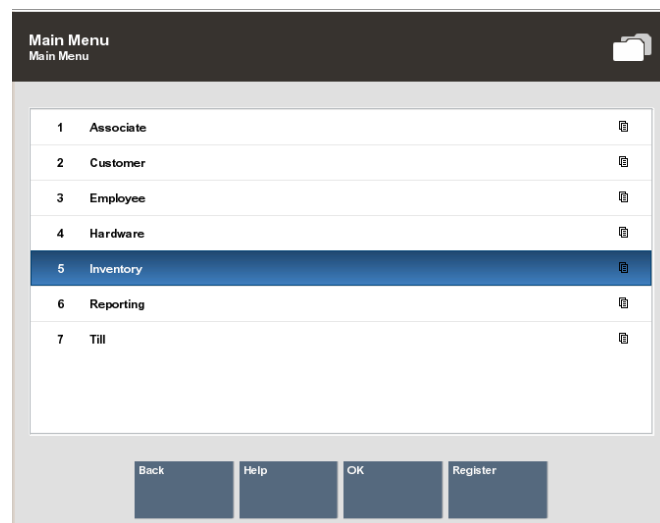 Main Menu
Main Menu
1 Associate
2 Customer
3 Employee
4 Hardware
5 Inventory
6 Reporting
7 Till
Back Help OK Register